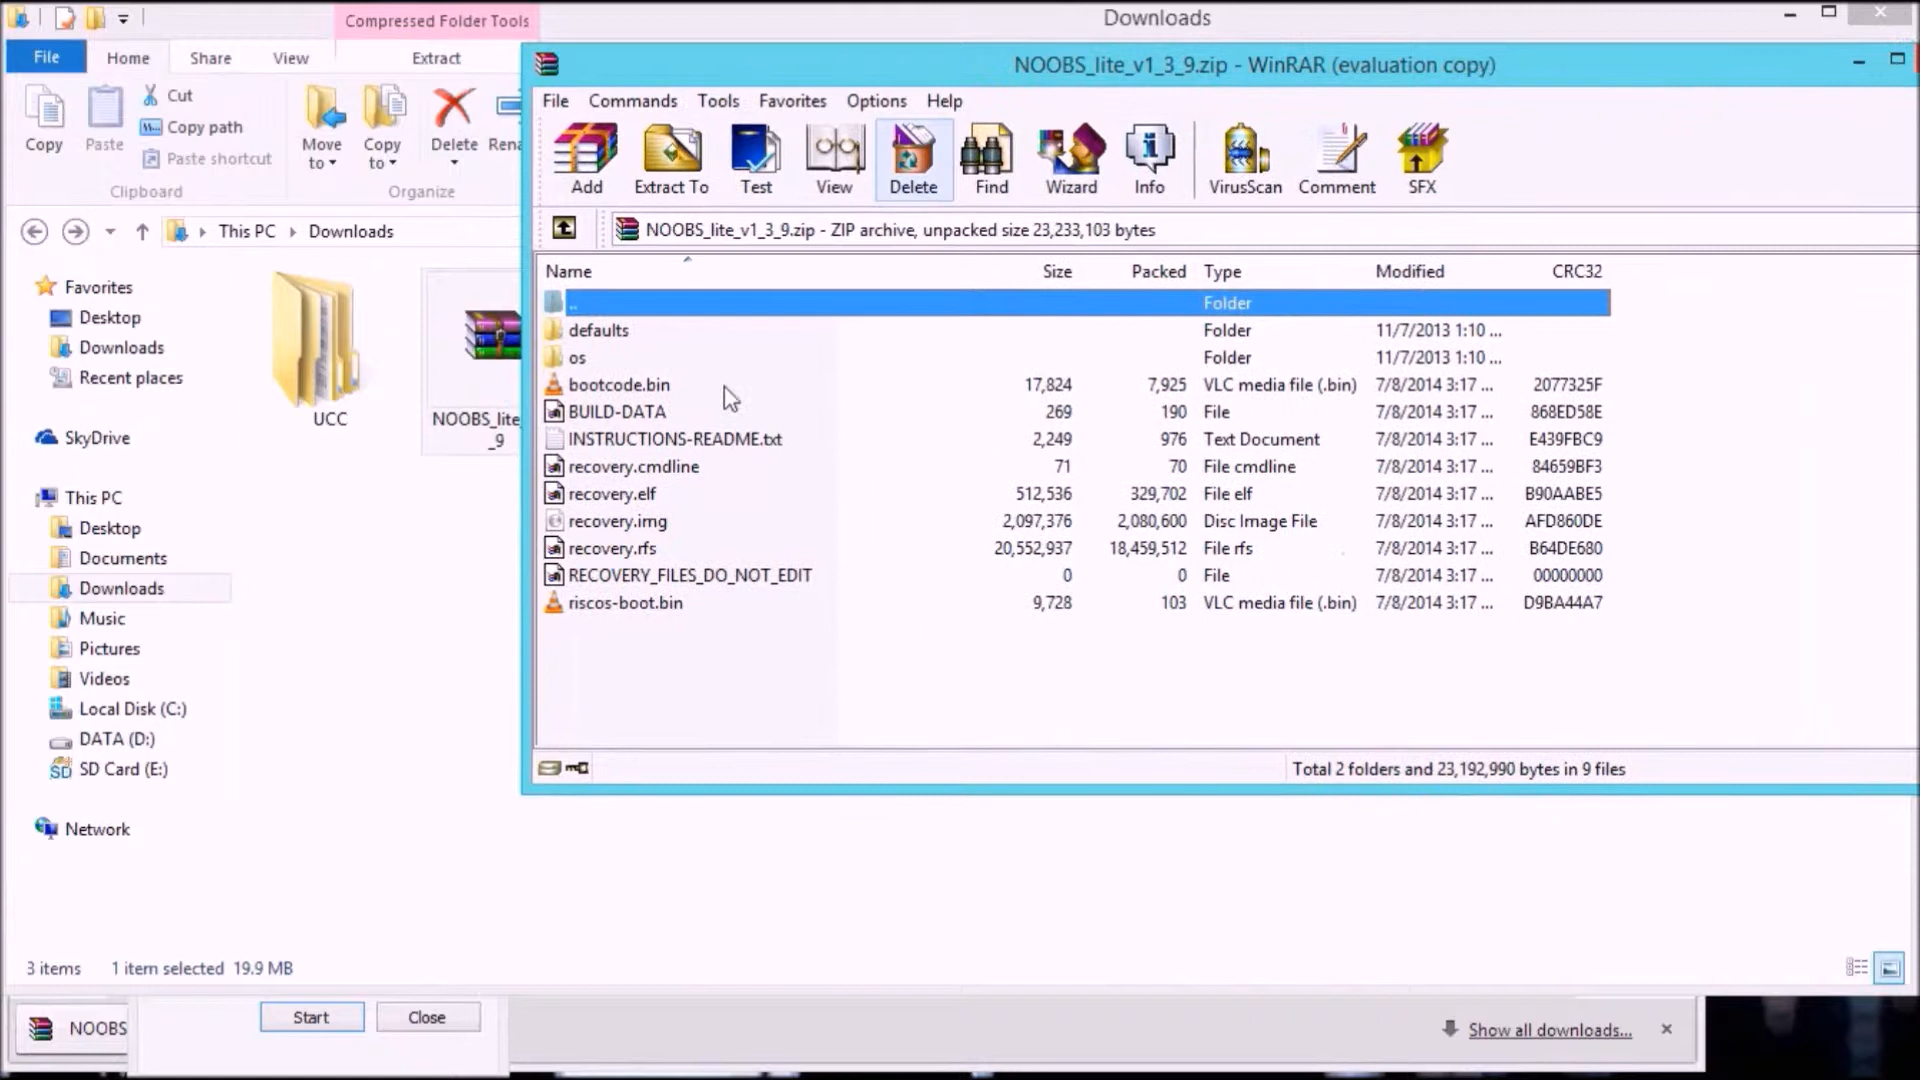 Compressed Folder Tools
Downloads
File Home Share View Extract
Copy
Paste
Cut
Copy path
Paste shortcut
Move to
Copy to
Delete
Rena
Clipboard
Organize
This PC Downloads
Favorites
Desktop
Downloads
Recent places
SkyDrive
This PC
Desktop
Documents
Downloads
Music
Pictures
Videos
Local Disk (C:)
DATA (D:)
SD Card (E:)
Network
UCC
NOOBS_lite
_9
3 items 1 item selected 19.9 MB
NOOBS_lite_v1_3_9.zip - WinRAR (evaluation copy)
File Commands Tools Favorites Options Help
Add Extract To Test View Delete Find Wizard Info VirusScan Comment SFX
NOOBS_lite_v1_3_9.zip - ZIP archive, unpacked size 23,233,103 bytes
Name Size Packed Type Modified CRC32
.. Folder
defaults Folder 11/7/2013 1:10 ...
os Folder 11/7/2013 1:10 ...
bootcode.bin 17,824 7,925 VLC media file (.bin) 7/8/2014 3:17 ... 2077325F
BUILD-DATA 269 190 File 7/8/2014 3:17 ... 868ED58E
INSTRUCTIONS-README.txt 2,249 976 Text Document 7/8/2014 3:17 ... E439FBC9
recovery.cmdline 71 70 File cmdline 7/8/2014 3:17 ... 84659BF3
recovery.elf 512,536 329,702 File elf 7/8/2014 3:17 ... B90AABE5
recovery.img 2,097,376 2,080,600 Disc Image File 7/8/2014 3:17 ... AFD860DE
recovery.rfs 20,552,937 18,459,512 File rfs 7/8/2014 3:17 ... B64DE680
RECOVERY_FILES_DO_NOT_EDIT 0 0 File 7/8/2014 3:17 ... 00000000
riscos-boot.bin 9,728 103 VLC media file (.bin) 7/8/2014 3:17 ... D9BA44A7
Total 2 folders and 23,192,990 bytes in 9 files
NOOBS
Start
Close
Show all downloads...